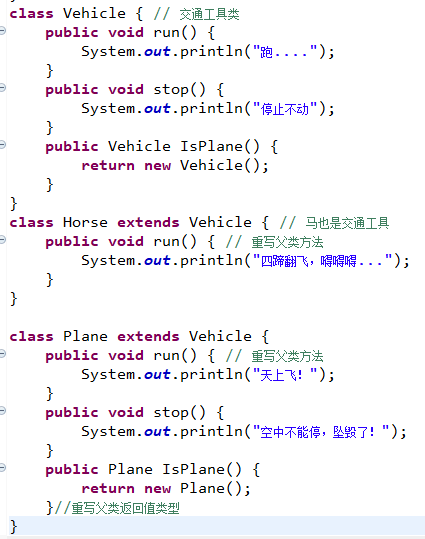 class Vehicle { // 交通工具类
    public void run() {
        System.out.println("跑....");
    }
    public void stop() {
        System.out.println("停止不动");
    }
    public Vehicle IsPlane() {
        return new Vehicle();
    }
}
class Horse extends Vehicle { // 马也是交通工具
    public void run() { // 重写父类方法
        System.out.println("四蹄翻飞，嘚嘚嘚...");
    }
}

class Plane extends Vehicle {
    public void run() { // 重写父类方法
        System.out.println("天上飞！");
    }
    public void stop() {
        System.out.println("空中不能停，坠毁了！");
    }
    public Plane IsPlane() {
        return new Plane();
    }//重写父类返回值类型
}